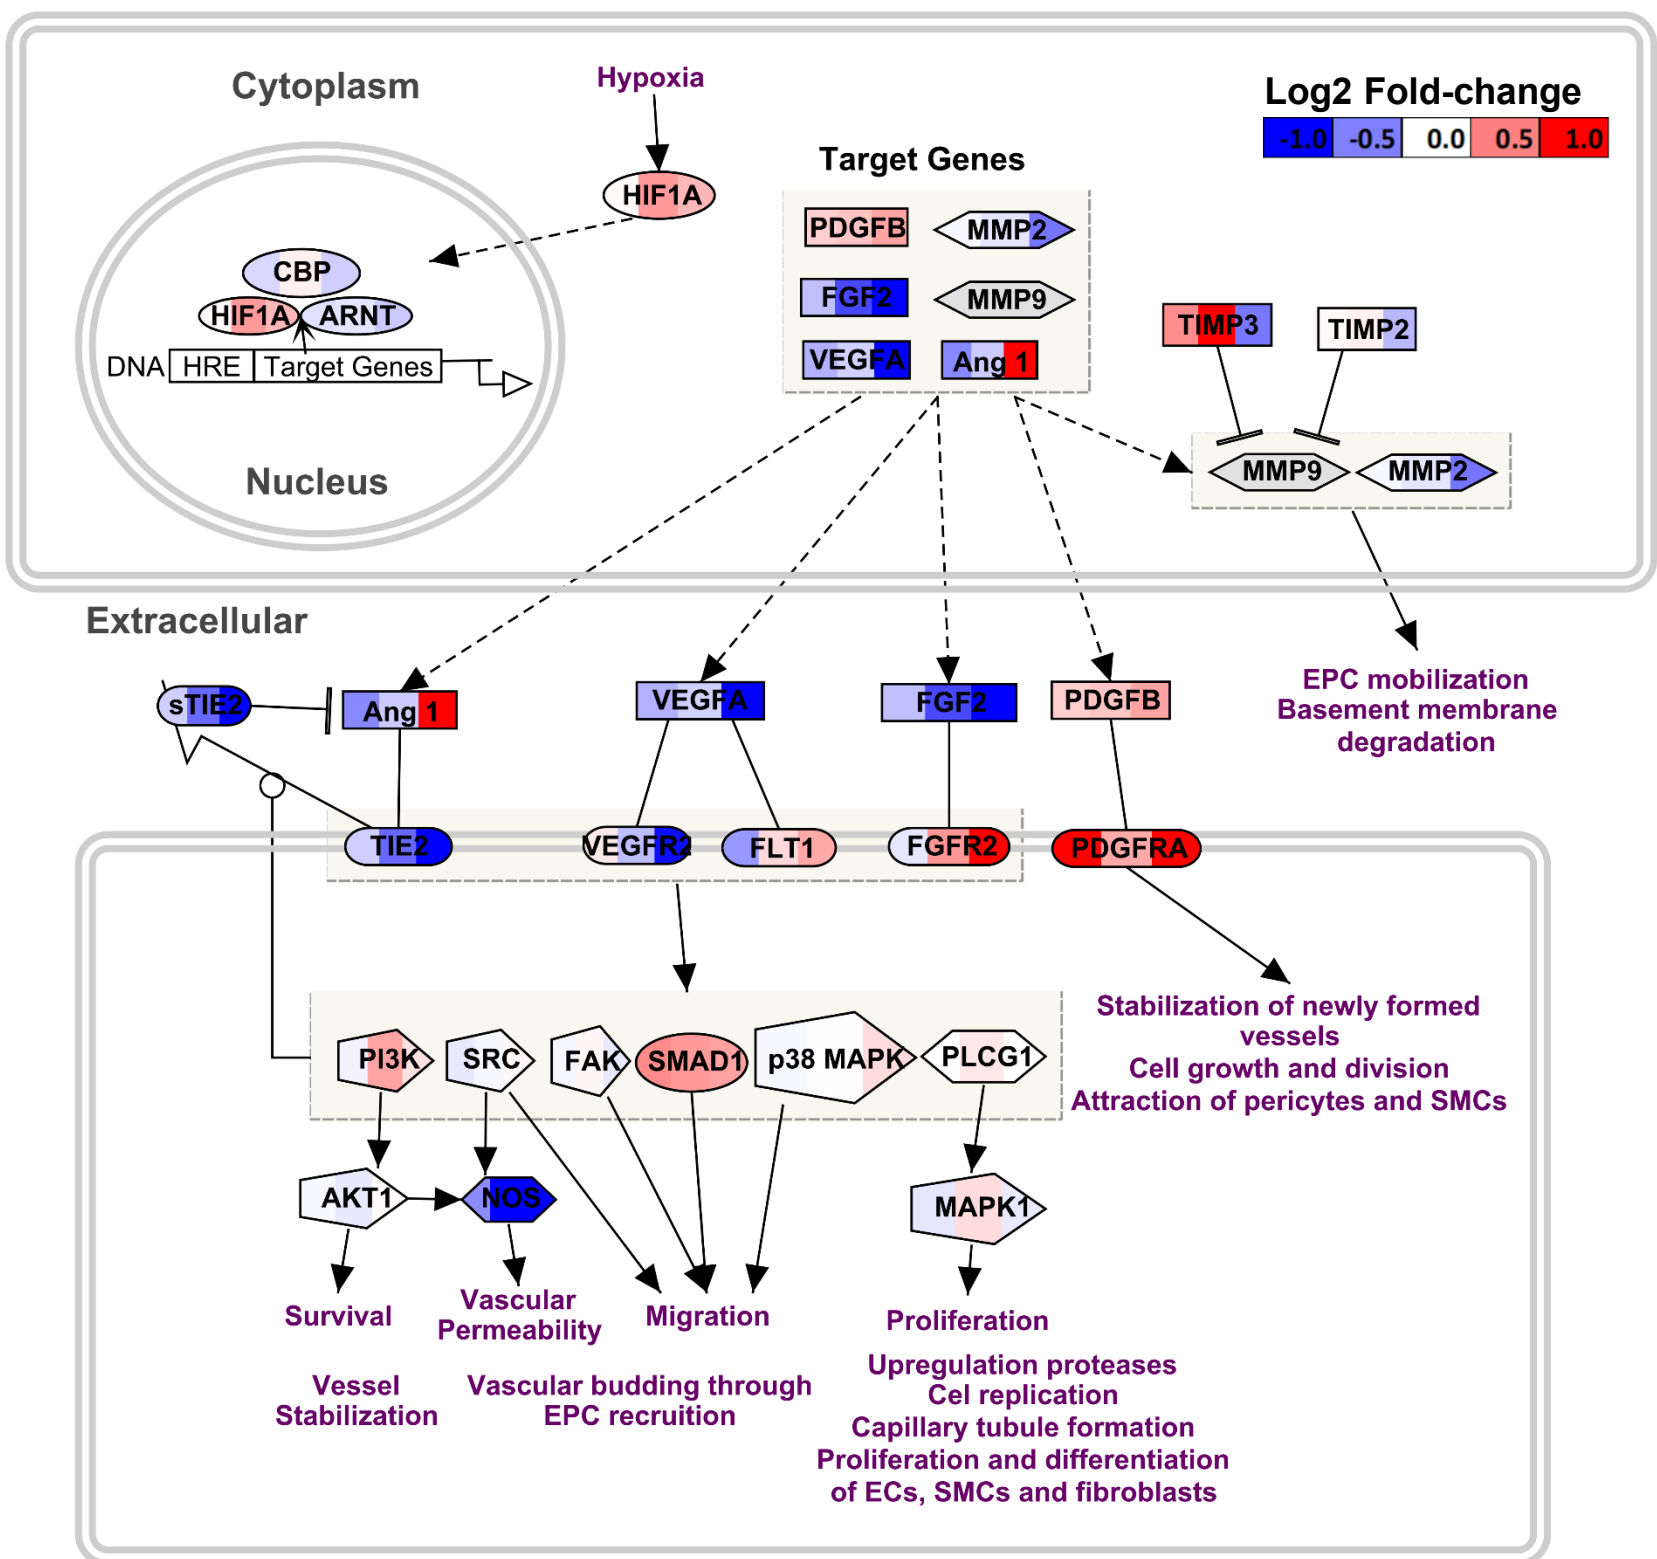 Cytoplasm
Hypoxia
Log2 Fold-change
-1.0 -0.5 0.0 0.5 1.0
Target Genes
HIF1A
PDGFB MMP2
CBP
FGF2 MMP9
HIF1A ARNT
TIMP3 TIMP2
VEGFA Ang 1
DNA HRE Target Genes
Nucleus
MMP9 MMP2
Extracellular
EPC mobilization
Basement membrane
degradation
sTIE2 Ang 1 VEGFA FGF2 PDGFB
TIE2 VEGFR2 FLT1 FGFR2 PDGFRA
Stabilization of newly formed
vessels
Cell growth and division
Attraction of pericytes and SMCs
PI3K SRC FAK SMAD1 p38 MAPK PLCG1
AKT1 NOS MAPK1
Survival
Vascular
Permeability
Migration
Proliferation
Vessel
Stabilization
Vascular budding through
EPC recruition
Upregulation proteases
Cel replication
Capillary tubule formation
Proliferation and differentiation
of ECs, SMCs and fibroblasts